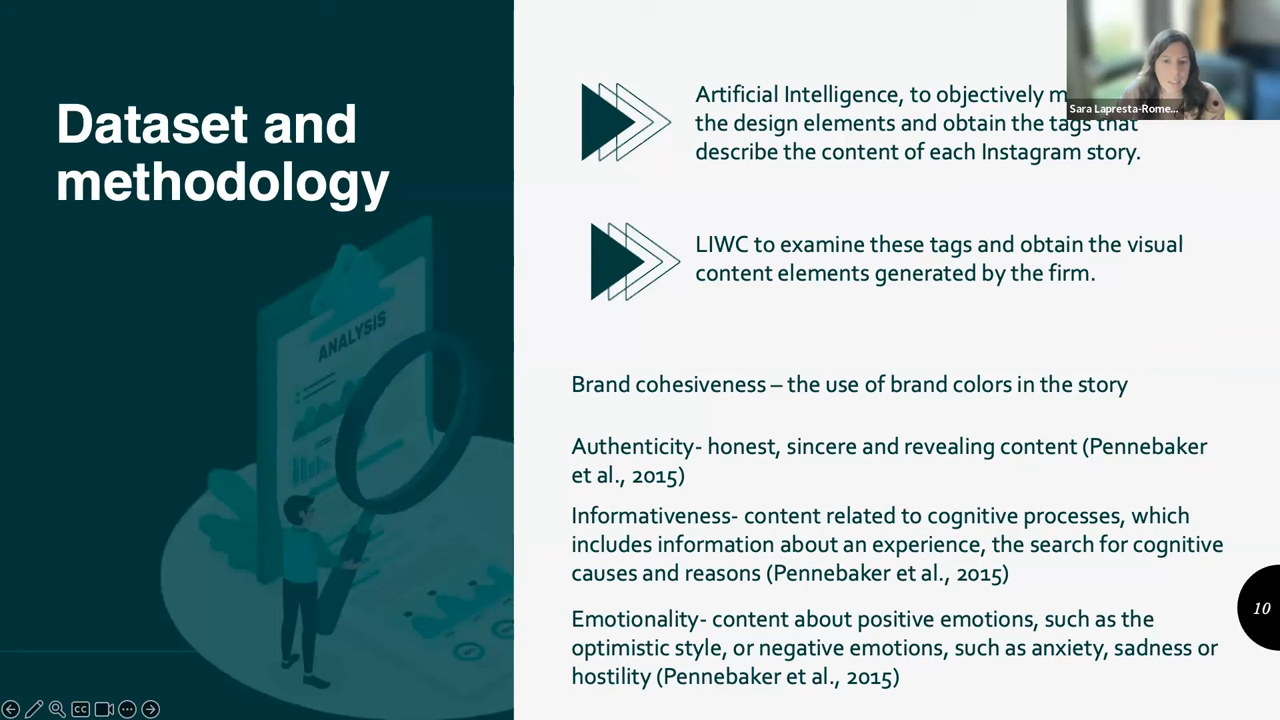 Dataset and
methodology
ANALYSIS
Artificial Intelligence, to objectively m
the design elements and obtain the tags that
describe the content of each Instagram story.
Sara Lapresta-Rome...
LIWC to examine these tags and obtain the visual
content elements generated by the firm.
Brand cohesiveness – the use of brand colors in the story
Authenticity- honest, sincere and revealing content (Pennebaker
et al., 2015)
Informativeness- content related to cognitive processes, which
includes information about an experience, the search for cognitive
causes and reasons (Pennebaker et al., 2015)
Emotionality- content about positive emotions, such as the
optimistic style, or negative emotions, such as anxiety, sadness or
hostility (Pennebaker et al., 2015)
10
CC